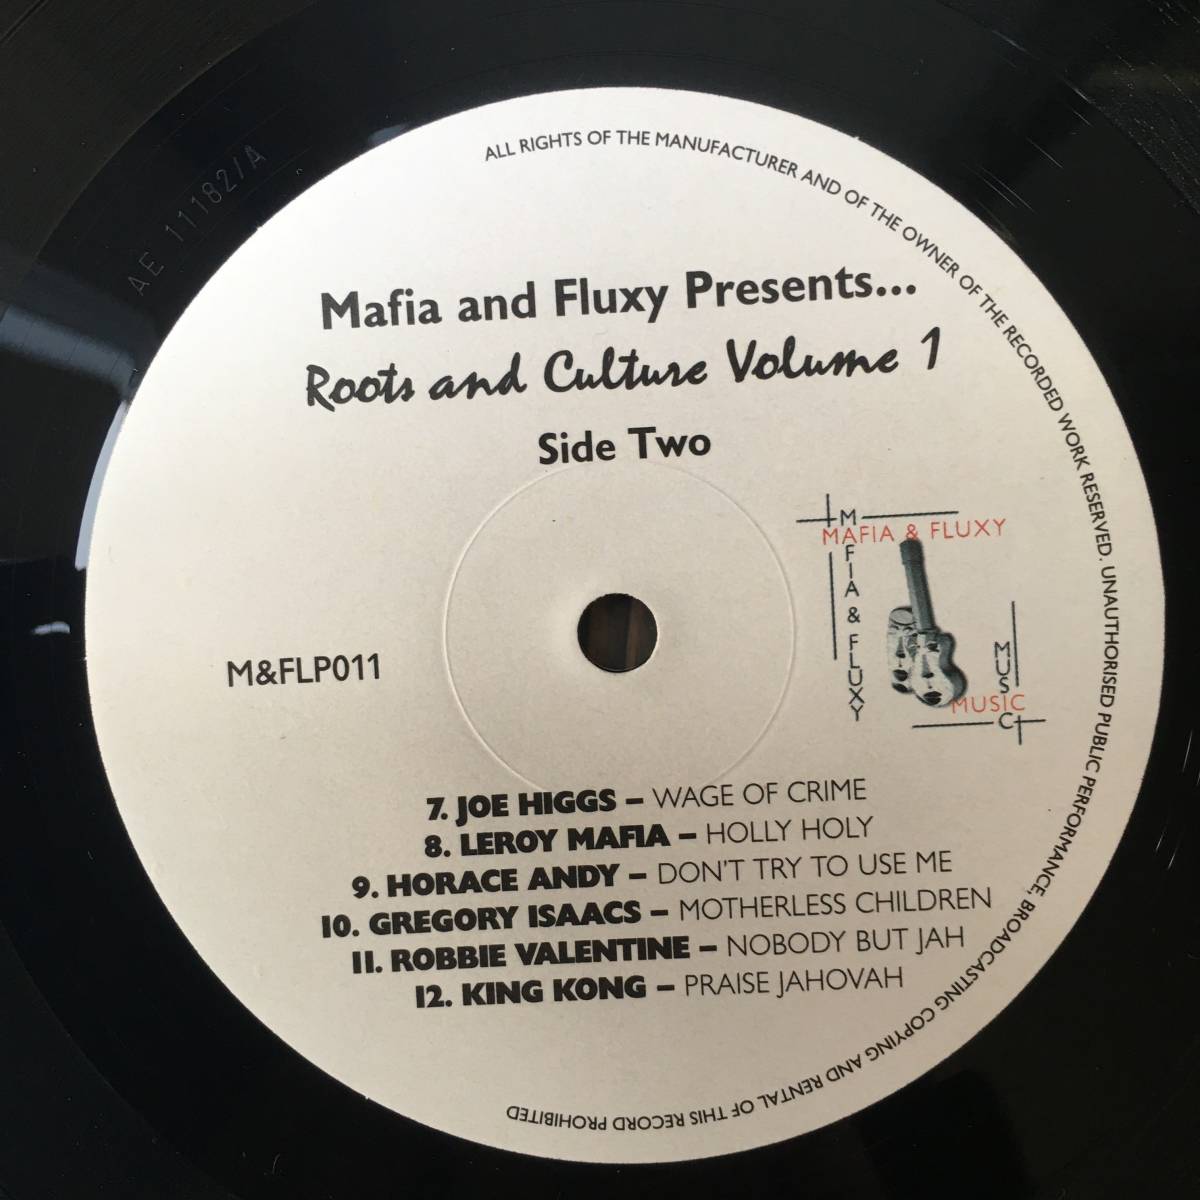 ALL RIGHTS OF THE MANUFACTURER AND OF THE OWNER OF THE RECORDED WORK RESERVED. UNAUTHORISED PUBLIC PERFORMANCE, BROADCASTING COPYING AND RENTAL OF THIS RECORD PROHIBITED
AE 11182/A
Mafia and Fluxy Presents...
Roots and Culture Volume 1
Side Two
M&FLP011
MAFIA & FLUXY
MAFIA & FLUXY
MUSIC
MUSIC
7. JOE HIGGS – WAGE OF CRIME
8. LEROY MAFIA – HOLLY HOLY
9. HORACE ANDY – DON'T TRY TO USE ME
10. GREGORY ISAACS – MOTHERLESS CHILDREN
11. ROBBIE VALENTINE – NOBODY BUT JAH
12. KING KONG – PRAISE JAHOVAH